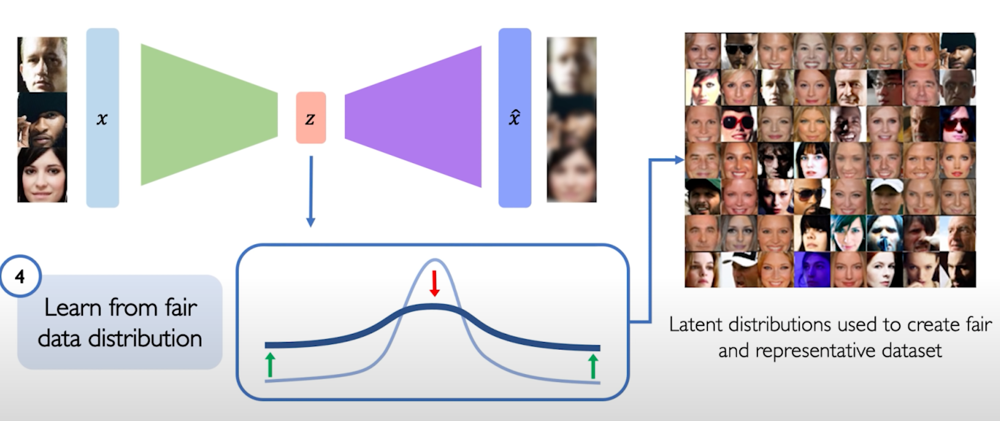 x
z
x̂
4
Learn from fair
data distribution
Latent distributions used to create fair
and representative dataset